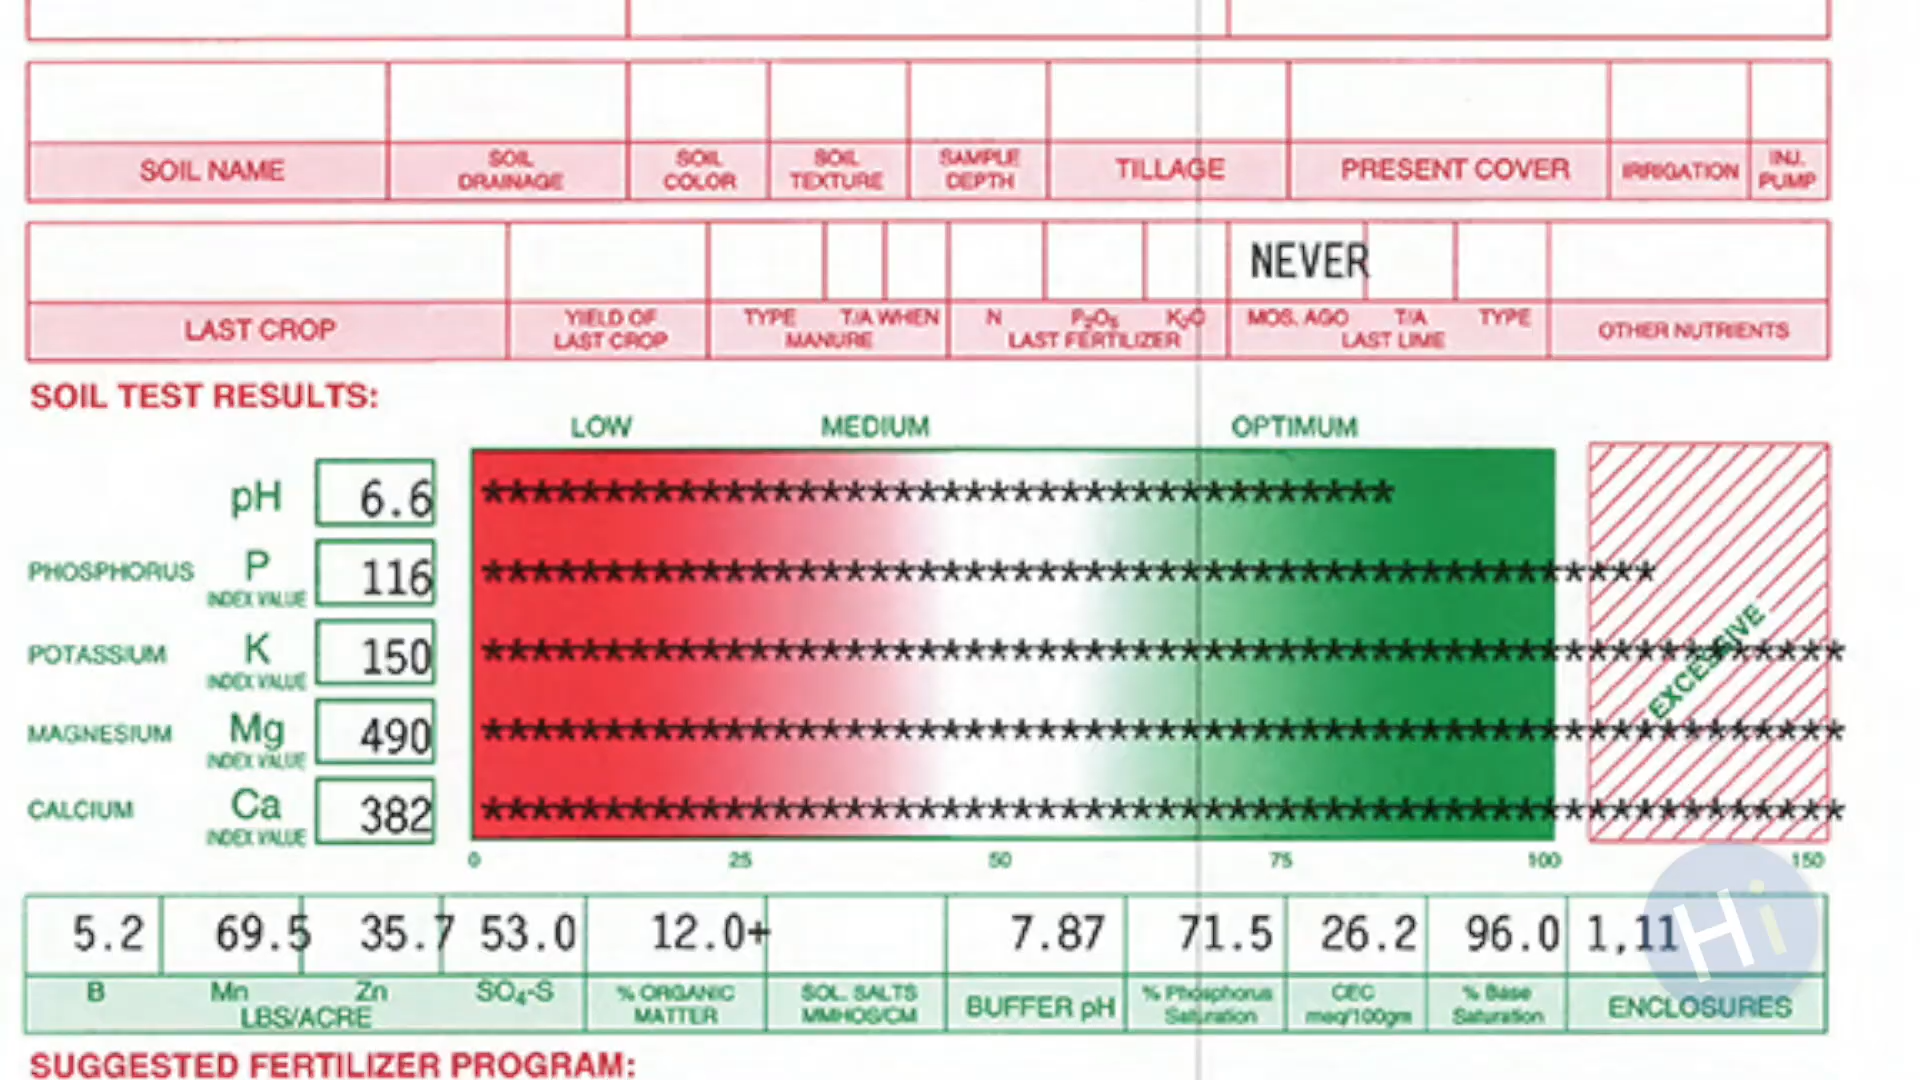 SOIL NAME
SOIL DRAINAGE
SOIL COLOR
SOIL TEXTURE
SAMPLE DEPTH
TILLAGE
PRESENT COVER
IRRIGATION
INJ. PUMP
NEVER
LAST CROP
YIELD OF LAST CROP
TYPE T/A WHEN
MANURE
N P₂O₅ K₂O
LAST FERTILIZER
MOS. AGO T/A TYPE
LAST LIME
OTHER NUTRIENTS
SOIL TEST RESULTS:
LOW MEDIUM OPTIMUM
pH 6.6
PHOSPHORUS P 116
INDEX VALUE
POTASSIUM K 150
INDEX VALUE
MAGNESIUM Mg 490
INDEX VALUE
CALCIUM Ca 382
INDEX VALUE
EXCESSIVE
0 25 50 75 100 150
5.2 69.5 35.7 53.0 12.0+ 7.87 71.5 26.2 96.0 1,11
Hi
B Mn Zn SO₄-S
LBS/ACRE
% ORGANIC MATTER
SOL. SALTS MMHOS/CM
BUFFER pH
% Phosphorus Saturation
CEC meq/100gm
% Base Saturation
ENCLOSURES
SUGGESTED FERTILIZER PROGRAM: